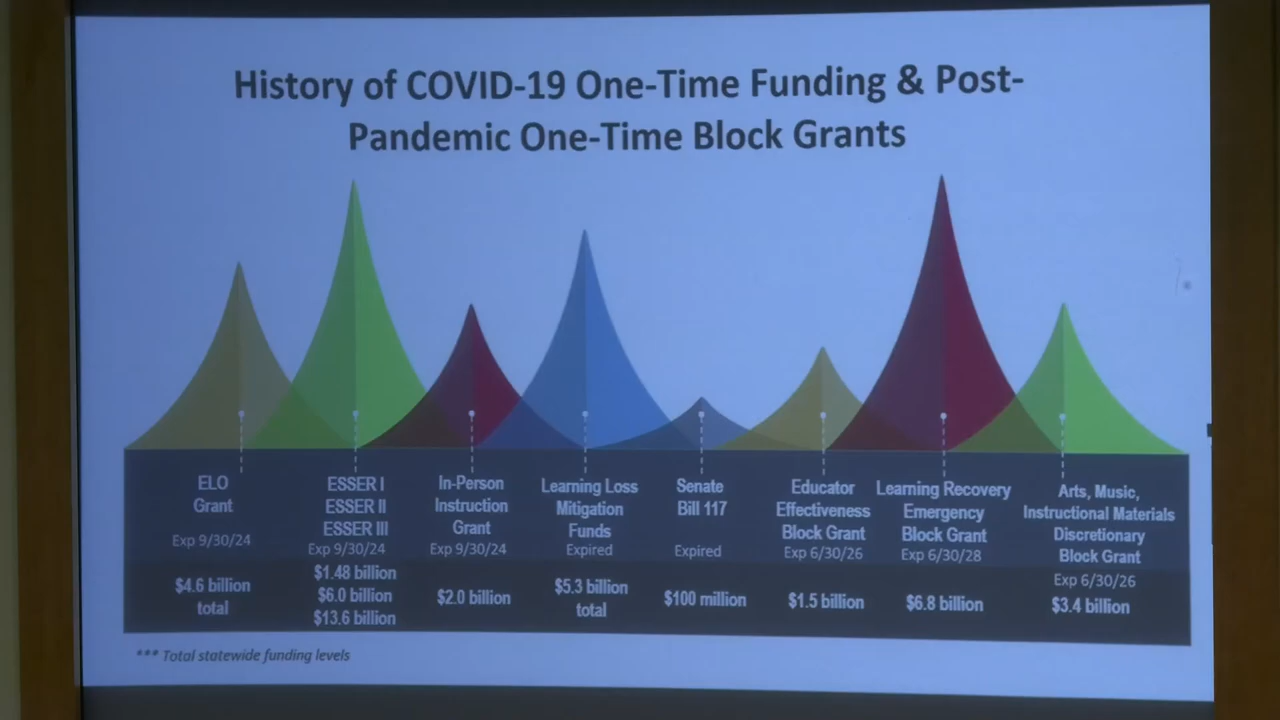 History of COVID-19 One-Time Funding & Post-
Pandemic One-Time Block Grants
ELO
Grant
Exp 9/30/24
$4.6 billion
total
ESSER I
ESSER II
ESSER III
Exp 9/30/24
$1.48 billion
$6.0 billion
$13.6 billion
In-Person
Instruction
Grant
Exp 9/30/24
$2.0 billion
Learning Loss
Mitigation
Funds
Expired
$5.3 billion
total
Senate
Bill 117
Expired
$100 million
Educator
Effectiveness
Block Grant
Exp 6/30/26
$1.5 billion
Learning Recovery
Emergency
Block Grant
Exp 6/30/28
$6.8 billion
Arts, Music,
Instructional Materials
Discretionary
Block Grant
Exp 6/30/26
$3.4 billion
*** Total statewide funding levels